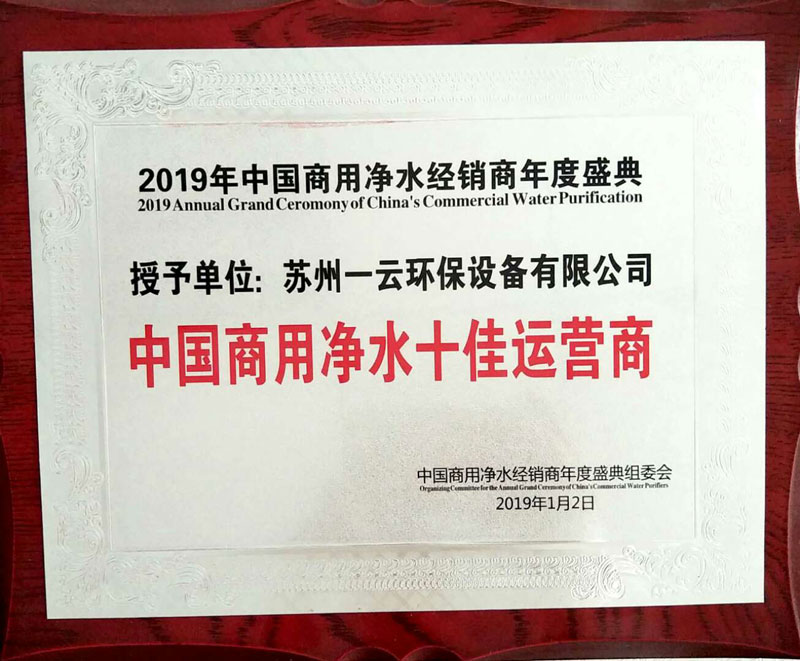 2019年中国商用净水经销商年度盛典
2019 Annual Grand Ceromony of China's Commercial Water Purification
授予单位：苏州一云环保设备有限公司
中国商用净水十佳运营商
中国商用净水经销商年度盛典组委会
Organizing Committee for the Annual Grand Ceremony of China's Commercial Water Purifiers
2019年1月2日